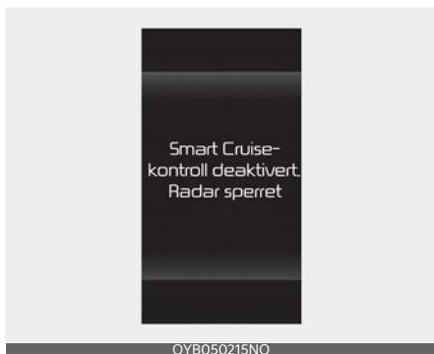 Smart Cruise-
kontroll deaktivert.
Radar sperret
OYB050215NO